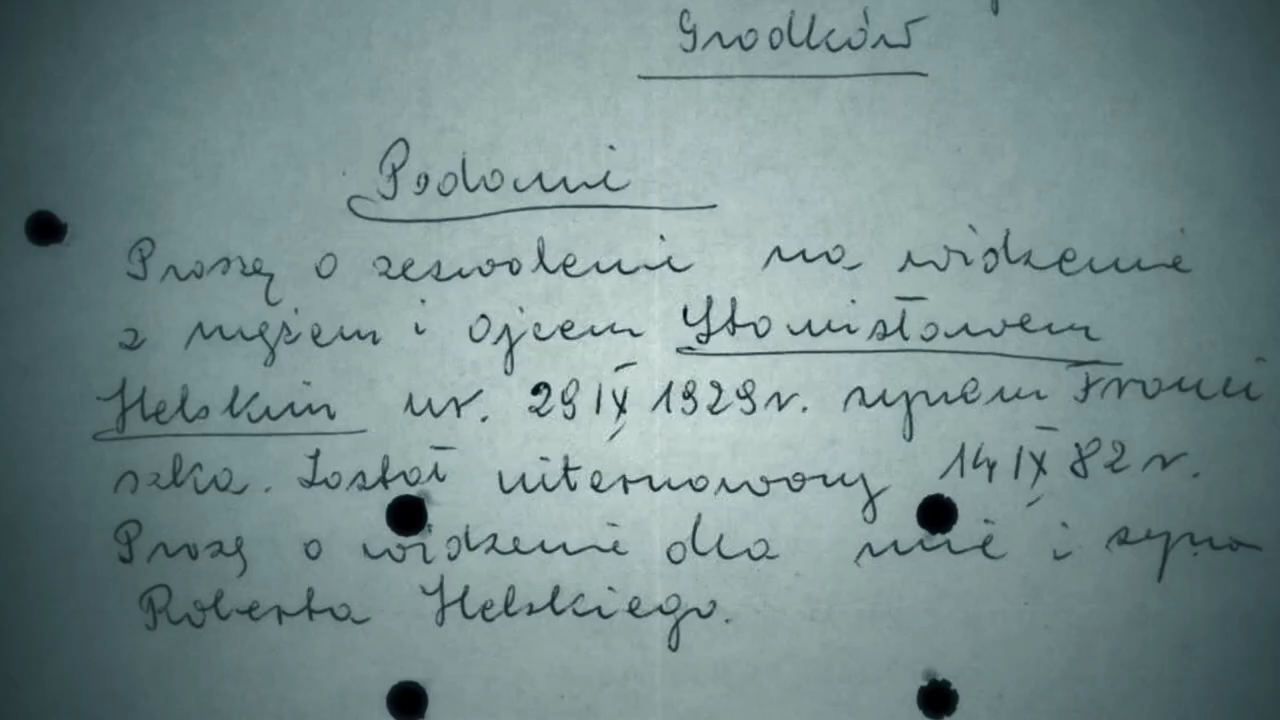 Grodków
Podanie
Proszę o zezwolenie na widzenie
z mężem i ojcem Stanisławem
Helskim ur. 29 IX 1929 r. synem Franci
szka. Został internowany 14 IX 82 r.
Proszę o widzenie dla mnie i syna
Roberta Helskiego.